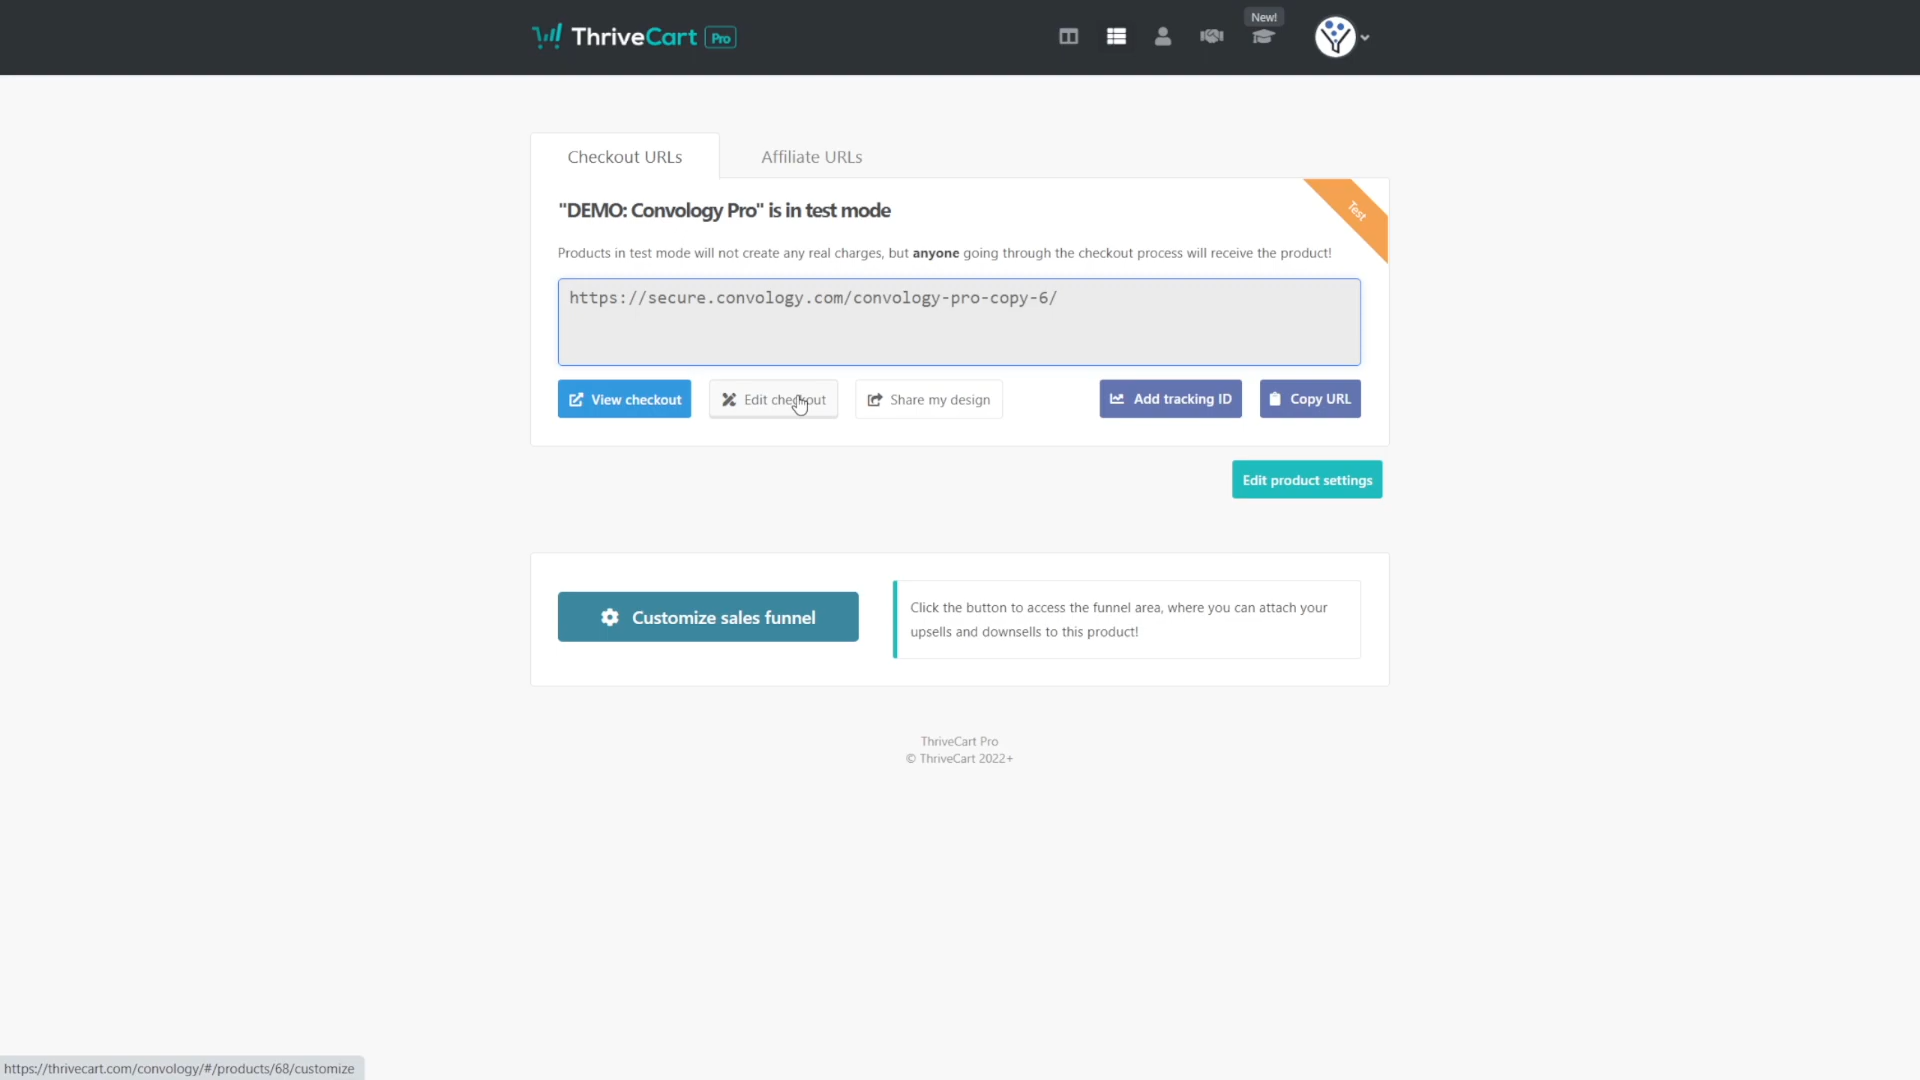 New!
ThriveCart Pro
Checkout URLs
Affiliate URLs
"DEMO: Convology Pro" is in test mode
Test
Products in test mode will not create any real charges, but anyone going through the checkout process will receive the product!
https://secure.convology.com/convology-pro-copy-6/
View checkout
Edit checkout
Share my design
Add tracking ID
Copy URL
Edit product settings
Customize sales funnel
Click the button to access the funnel area, where you can attach your
upsells and downsells to this product!
ThriveCart Pro
© ThriveCart 2022+
https://thrivecart.com/convology/#/products/68/customize